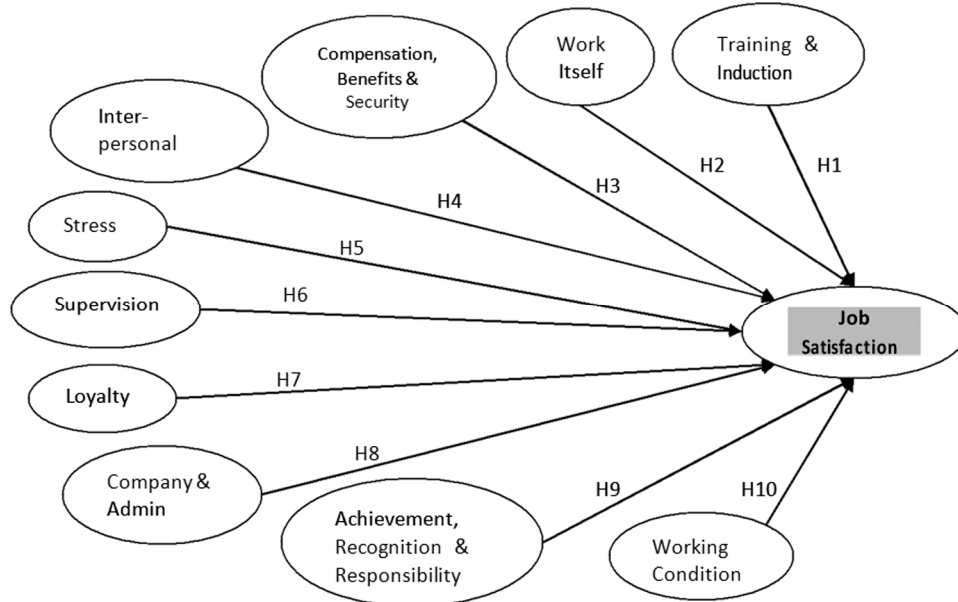 Compensation,
Benefits &
Security
Work
Itself
Training &
Induction
Inter-
personal
H1
H2
H3
H4
Stress
H5
Supervision
H6
Job
Satisfaction
H7
Loyalty
H8
Company &
Admin
H9
H10
Achievement,
Recognition &
Responsibility
Working
Condition